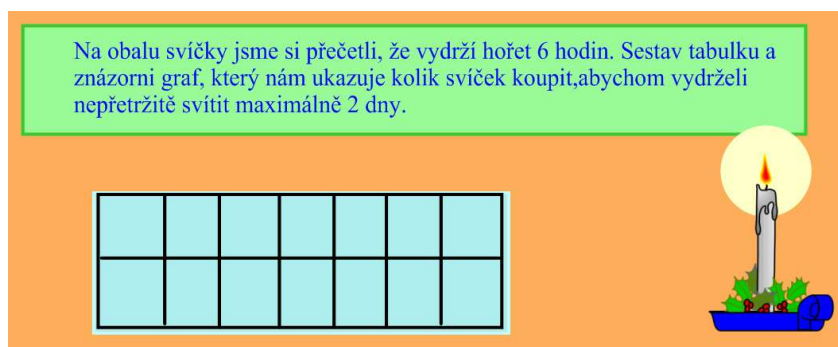 Na obalu svíčky jsme si přečetli, že vydrží hořet 6 hodin. Sestav tabulku a
znázorni graf, který nám ukazuje kolik svíček koupit,abychom vydrželi
nepřetržitě svítit maximálně 2 dny.